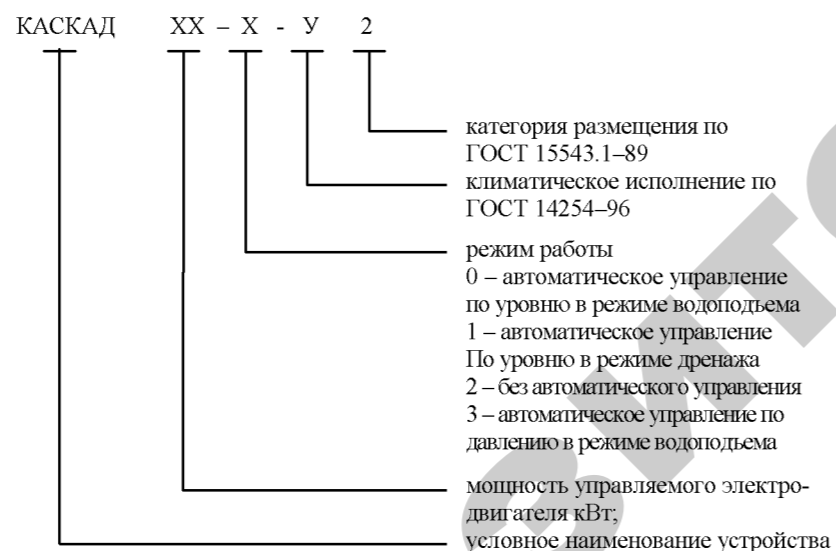 КАСКАД ХХ – Х - У 2
категория размещения по
ГОСТ 15543.1–89
климатическое исполнение по
ГОСТ 14254–96
режим работы
0 – автоматическое управление
по уровню в режиме водоподъема
1 – автоматическое управление
По уровню в режиме дренажа
2 – без автоматического управления
3 – автоматическое управление по
давлению в режиме водоподъема
мощность управляемого электро-
двигателя кВт;
условное наименование устройства